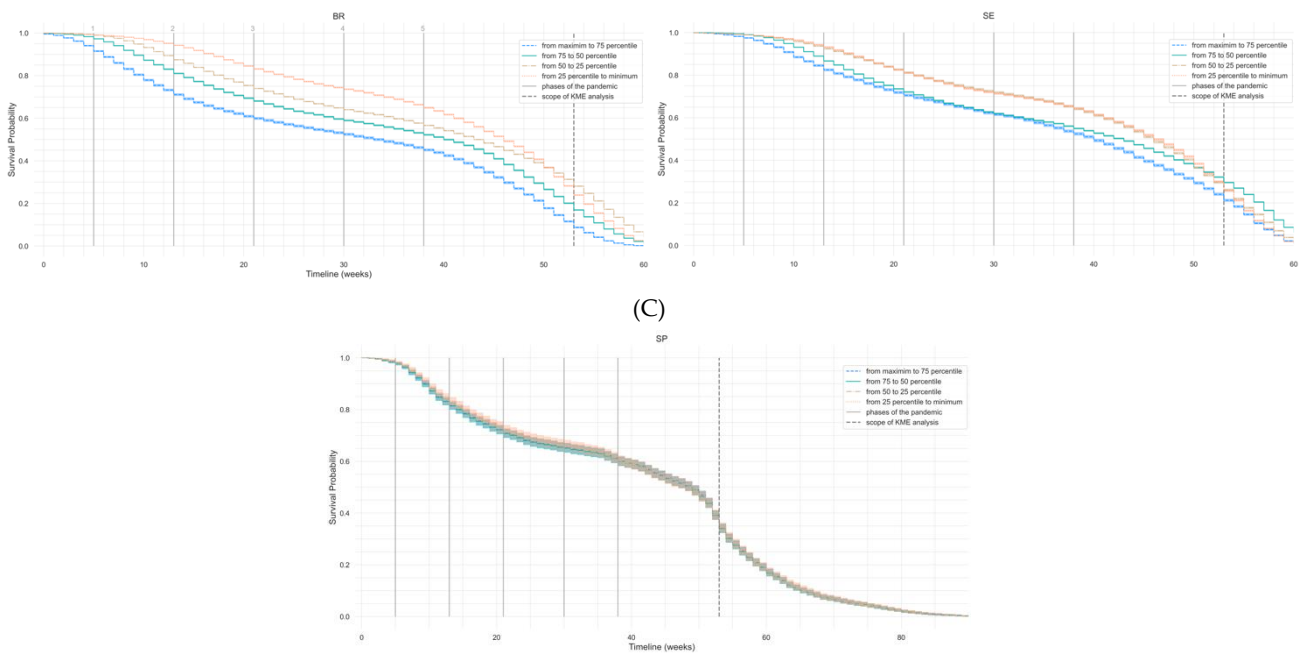 BR
1 2 3 4 5
1.0
0.8
0.6
0.4
0.2
0.0
Survival Probability
from maximim to 75 percentile
from 75 to 50 percentile
from 50 to 25 percentile
from 25 percentile to minimum
phases of the pandemic
scope of KME analysis
0 10 20 30 40 50 60
Timeline (weeks)
SE
1.0
0.8
0.6
0.4
0.2
0.0
Survival Probability
from maximim to 75 percentile
from 75 to 50 percentile
from 50 to 25 percentile
from 25 percentile to minimum
phases of the pandemic
scope of KME analysis
0 10 20 30 40 50 60
Timeline (weeks)
(C)
SP
1.0
0.8
0.6
0.4
0.2
0.0
Survival Probability
from maximim to 75 percentile
from 75 to 50 percentile
from 50 to 25 percentile
from 25 percentile to minimum
phases of the pandemic
scope of KME analysis
0 20 40 60 80
Timeline (weeks)